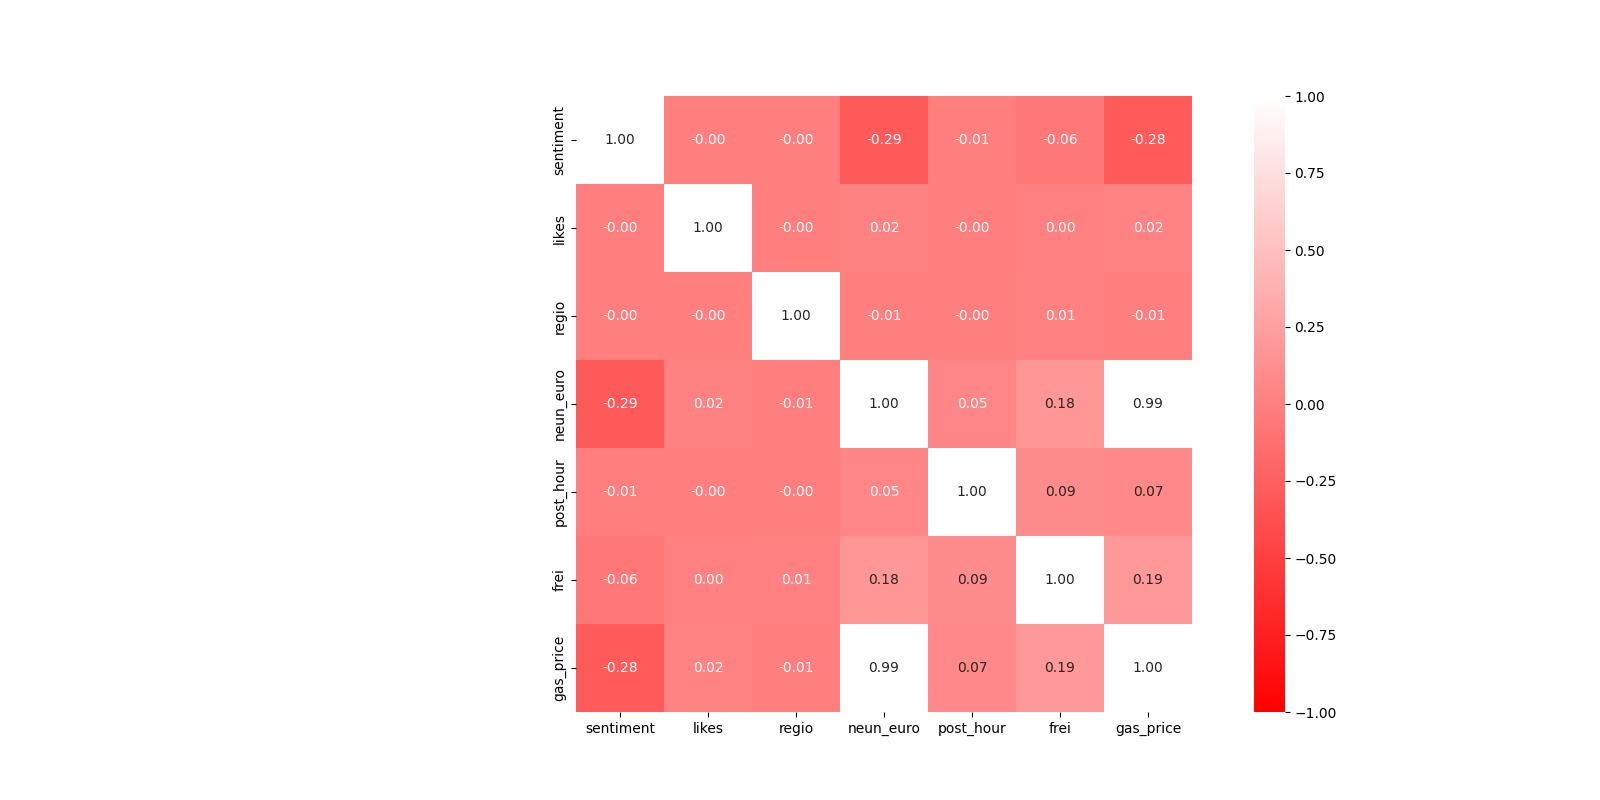 sentiment 1.00 -0.00 -0.00 -0.29 -0.01 -0.06 -0.28
likes -0.00 1.00 -0.00 0.02 -0.00 0.00 0.02
regio -0.00 -0.00 1.00 -0.01 -0.00 0.01 -0.01
neun_euro -0.29 0.02 -0.01 1.00 0.05 0.18 0.99
post_hour -0.01 -0.00 -0.00 0.05 1.00 0.09 0.07
frei -0.06 0.00 0.01 0.18 0.09 1.00 0.19
gas_price -0.28 0.02 -0.01 0.99 0.07 0.19 1.00
sentiment likes regio neun_euro post_hour frei gas_price
1.00
0.75
0.50
0.25
0.00
−0.25
−0.50
−0.75
−1.00